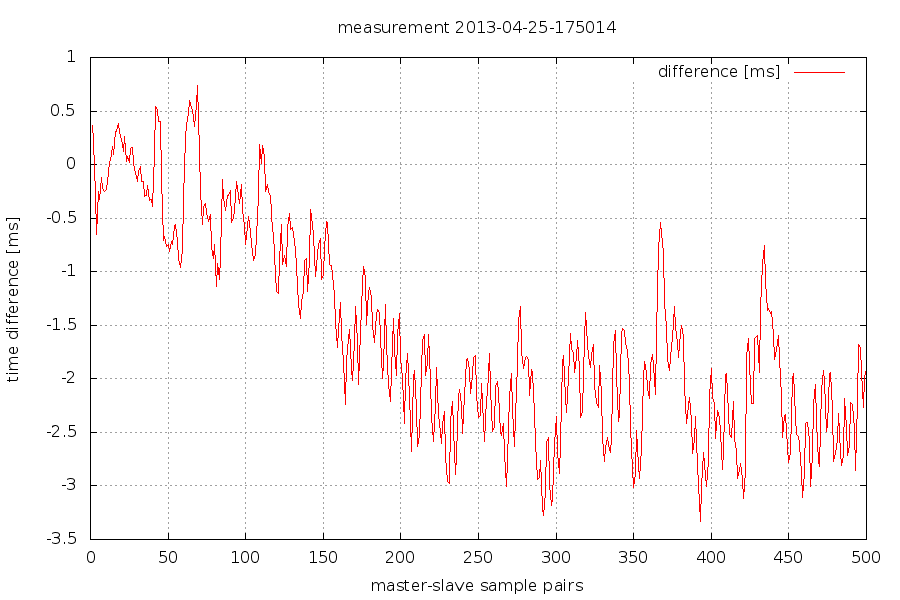 measurement 2013-04-25-175014
difference [ms]
1
0.5
0
-0.5
-1
-1.5
-2
-2.5
-3
-3.5
time difference [ms]
0 50 100 150 200 250 300 350 400 450 500
master-slave sample pairs